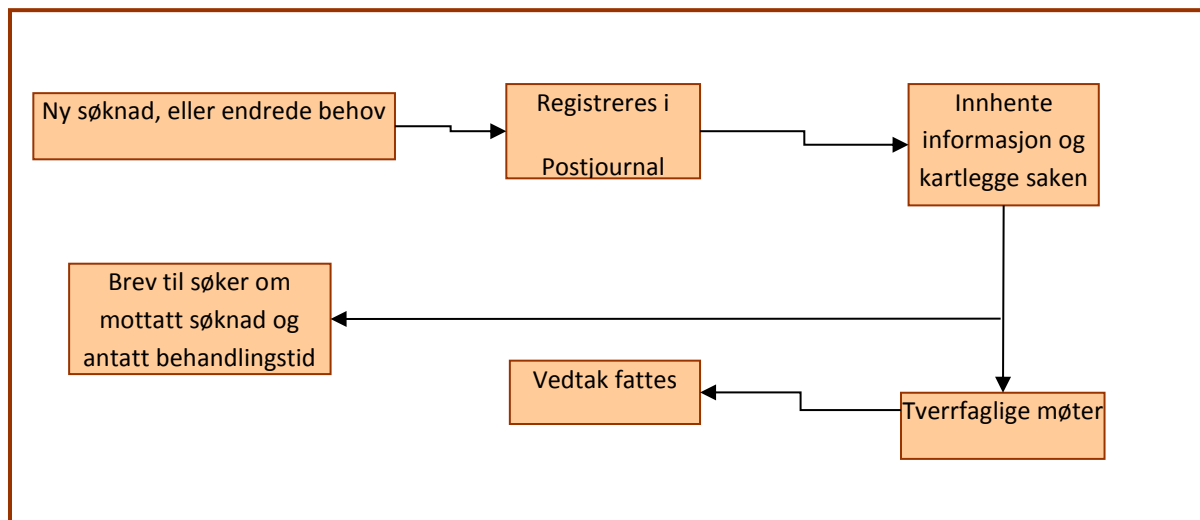 Ny søknad, eller endrede behov
Registreres i
Postjournal
Innhente
informasjon og
kartlegge saken
Brev til søker om
mottatt søknad og
antatt behandlingstid
Vedtak fattes
Tverrfaglige møter